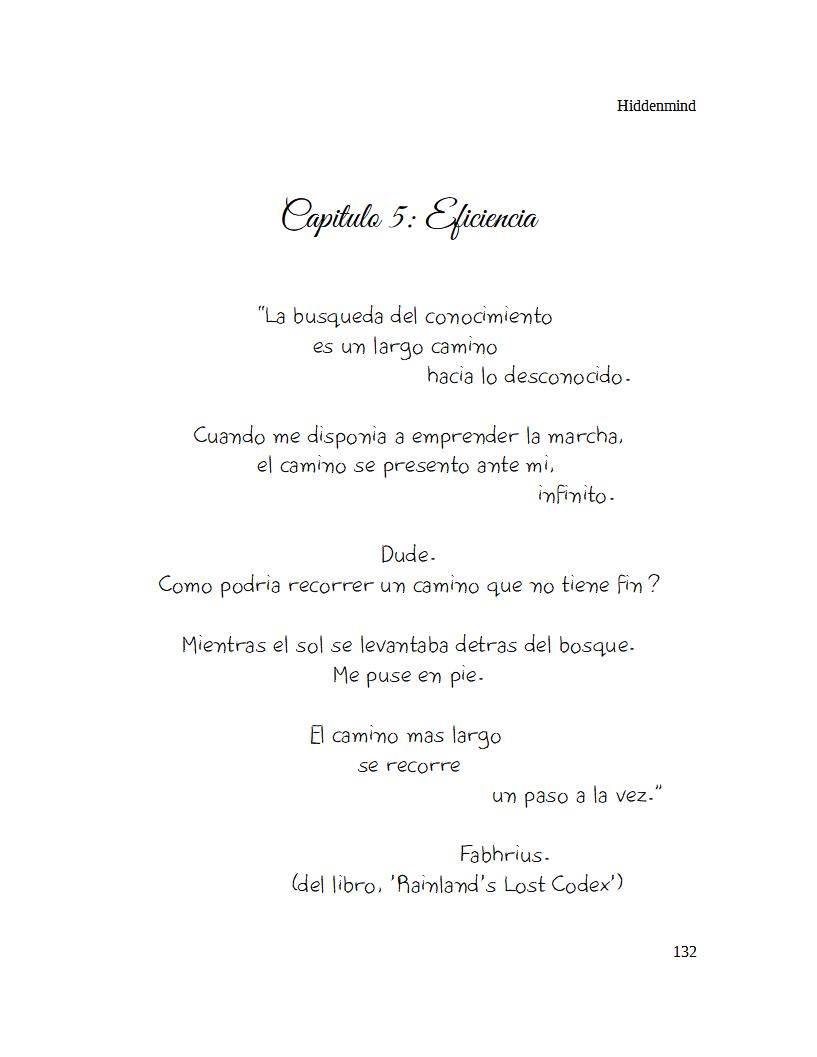 Hiddenmind
Capitulo 5: Eficiencia
"La busqueda del conocimiento
es un largo camino
hacia lo desconocido.
Cuando me disponia a emprender la marcha,
el camino se presento ante mi,
infinito.
Dude.
Como podria recorrer un camino que no tiene fin?
Mientras el sol se levantaba detras del bosque.
Me puse en pie.
El camino mas largo
se recorre
un paso a la vez."
Fabhrius.
(del libro, 'Rainland's Lost Codex')
132